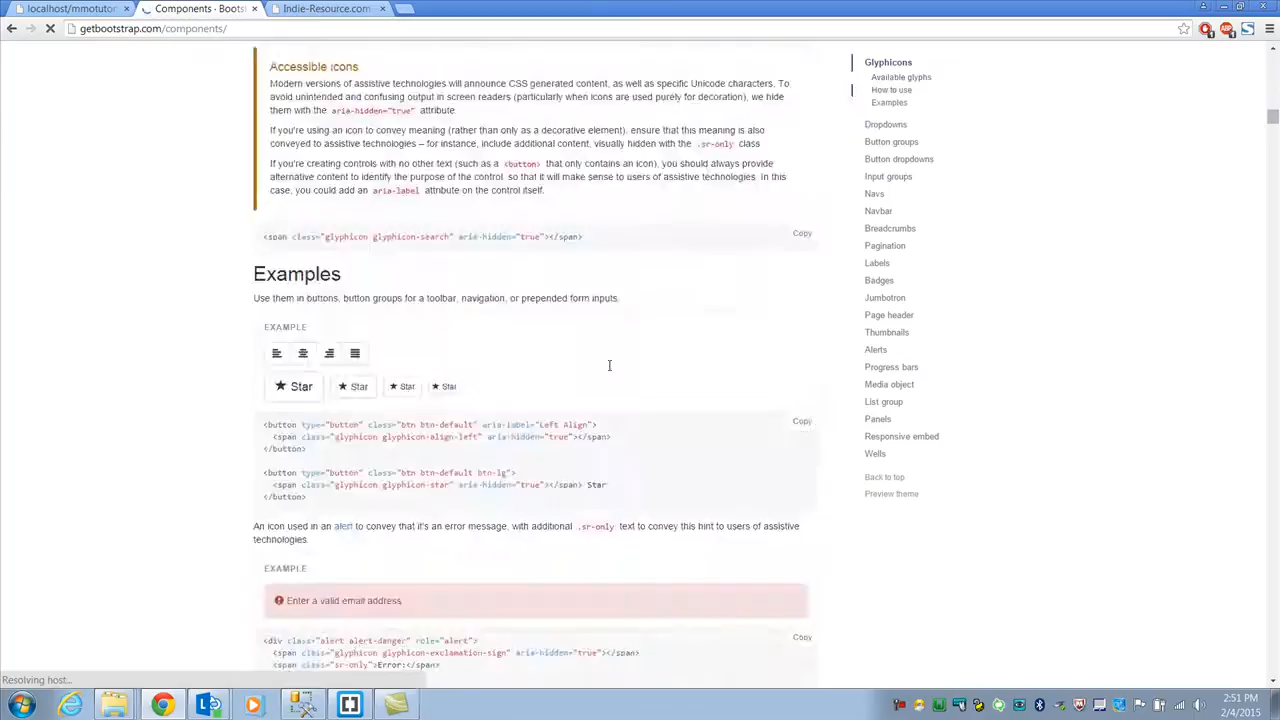 localhost/mmotutor
Components · Boots
Indie-Resource.com
getbootstrap.com/components/
Accessible icons
Modern versions of assistive technologies will announce CSS generated content, as well as specific Unicode characters. To
avoid unintended and confusing output in screen readers (particularly when icons are used purely for decoration), we hide
them with the aria-hidden="true" attribute.
If you're using an icon to convey meaning (rather than only as a decorative element), ensure that this meaning is also
conveyed to assistive technologies – for instance, include additional content, visually hidden with the .sr-only class
If you're creating controls with no other text (such as a <button> that only contains an icon), you should always provide
alternative content to identify the purpose of the control, so that it will make sense to users of assistive technologies. In this
case, you could add an aria-label attribute on the control itself.
<span class="glyphicon glyphicon-search" aria-hidden="true"></span>
Copy
Examples
Use them in buttons, button groups for a toolbar, navigation, or prepended form inputs.
EXAMPLE
Star Star Star Star
<button type="button" class="btn btn-default" aria-label="Left Align">
<span class="glyphicon glyphicon-align-left" aria-hidden="true"></span>
</button>
<button type="button" class="btn btn-default btn-lg">
<span class="glyphicon glyphicon-star" aria-hidden="true"></span> Star
</button>
Copy
An icon used in an alert to convey that it's an error message, with additional .sr-only text to convey this hint to users of assistive
technologies.
EXAMPLE
Enter a valid email address
<div class="alert alert-danger" role="alert">
<span class="glyphicon glyphicon-exclamation-sign" aria-hidden="true"></span>
<span class="sr-only">Error:</span>
Copy
Glyphicons
Available glyphs
How to use
Examples
Dropdowns
Button groups
Button dropdowns
Input groups
Navs
Navbar
Breadcrumbs
Pagination
Labels
Badges
Jumbotron
Page header
Thumbnails
Alerts
Progress bars
Media object
List group
Panels
Responsive embed
Wells
Back to top
Preview theme
Resolving host...
2:51 PM
2/4/2015